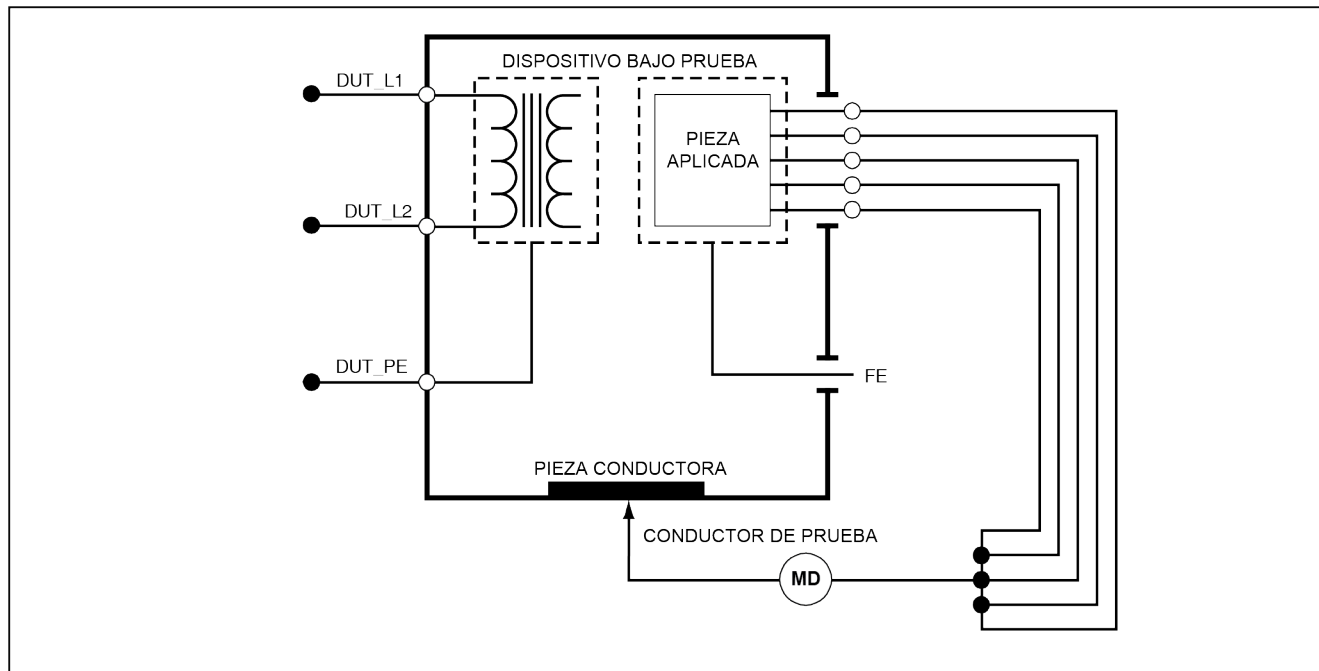 DISPOSITIVO BAJO PRUEBA
DUT_L1
PIEZA
APLICADA
DUT_L2
DUT_PE
FE
PIEZA CONDUCTORA
CONDUCTOR DE PRUEBA
MD